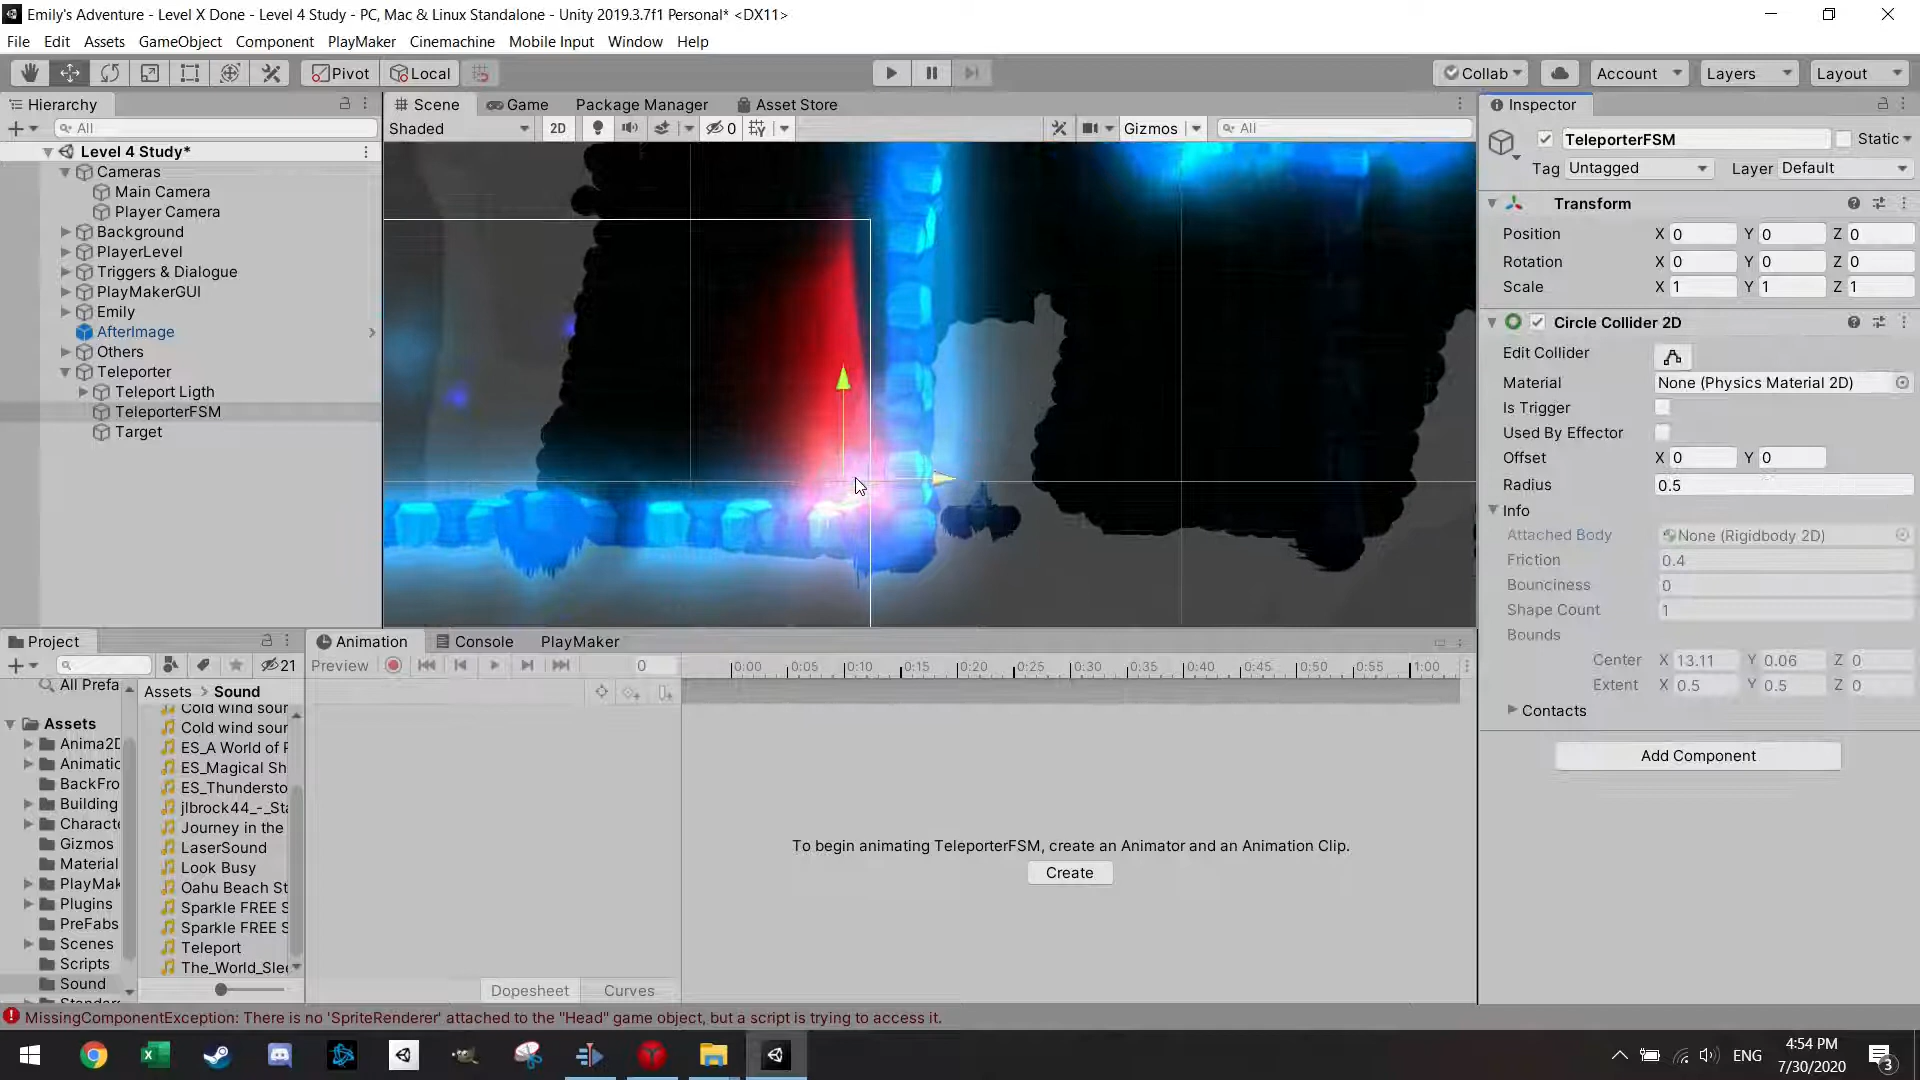 Emily's Adventure - Level X Done - Level 4 Study - PC, Mac & Linux Standalone - Unity 2019.3.7f1 Personal* <DX11>
File Edit Assets GameObject Component PlayMaker Cinemachine Mobile Input Window Help
Pivot Local Collab Account Layers Layout
Hierarchy
All
Level 4 Study*
Cameras
Main Camera
Player Camera
Background
PlayerLevel
Triggers & Dialogue
PlayMakerGUI
Emily
AfterImage
Others
Teleporter
Teleport Ligth
TeleporterFSM
Target
Scene Game Package Manager Asset Store
Shaded 2D 0 Gizmos All
Inspector
TeleporterFSM Static
Tag Untagged Layer Default
Transform
Position X 0 Y 0 Z 0
Rotation X 0 Y 0 Z 0
Scale X 1 Y 1 Z 1
Circle Collider 2D
Edit Collider
Material None (Physics Material 2D)
Is Trigger
Used By Effector
Offset X 0 Y 0
Radius 0.5
Info
Attached Body None (Rigidbody 2D)
Friction 0.4
Bounciness 0
Shape Count 1
Bounds
Center X 13.11 Y 0.06 Z 0
Extent X 0.5 Y 0.5 Z 0
Contacts
Add Component
Project
21
All Prefa
Assets
Anima2D
Animatic
BackFro
Building
Characte
Gizmos
Material
PlayMak
Plugins
PreFabs
Scenes
Scripts
Sound
Assets > Sound
Cold wind sour
Cold wind sour
ES_A World of F
ES_Magical Sh
ES_Thundersto
jlbrock44_-_Sta
Journey in the
LaserSound
Look Busy
Oahu Beach St
Sparkle FREE S
Sparkle FREE S
Teleport
The_World_Slee
Animation Console PlayMaker
Preview 0
0:00 0:05 0:10 0:15 0:20 0:25 0:30 0:35 0:40 0:45 0:50 0:55 1:00
To begin animating TeleporterFSM, create an Animator and an Animation Clip.
Create
Dopesheet Curves
MissingComponentException: There is no 'SpriteRenderer' attached to the "Head" game object, but a script is trying to access it.
ENG
4:54 PM
7/30/2020
3